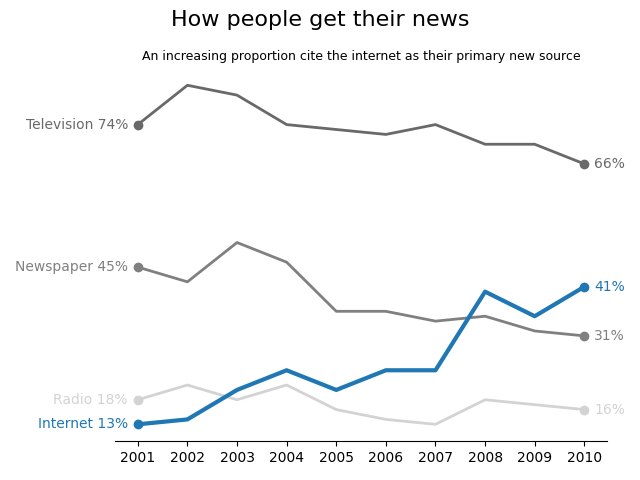 How people get their news
An increasing proportion cite the internet as their primary new source
Television 74%
66%
Newspaper 45%
41%
31%
Radio 18%
16%
Internet 13%
2001 2002 2003 2004 2005 2006 2007 2008 2009 2010